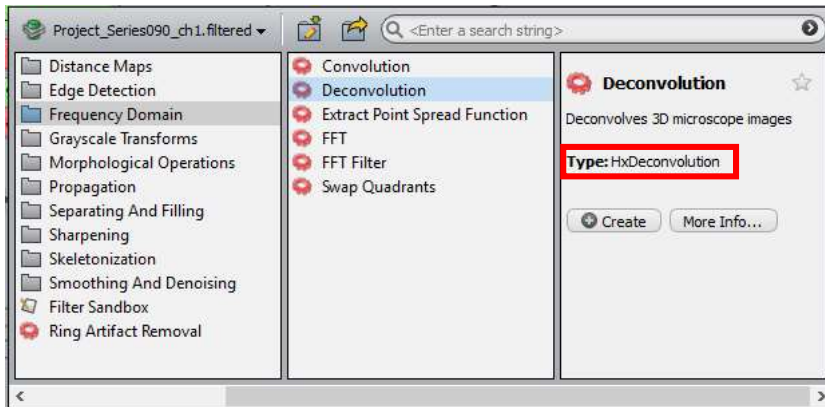 Project_Series090_ch1.filtered
<Enter a search string>
Distance Maps
Edge Detection
Frequency Domain
Grayscale Transforms
Morphological Operations
Propagation
Separating And Filling
Sharpening
Skeletonization
Smoothing And Denoising
Filter Sandbox
Ring Artifact Removal
Convolution
Deconvolution
Extract Point Spread Function
FFT
FFT Filter
Swap Quadrants
Deconvolution
Deconvolves 3D microscope images
Type: HxDeconvolution
Create
More Info...